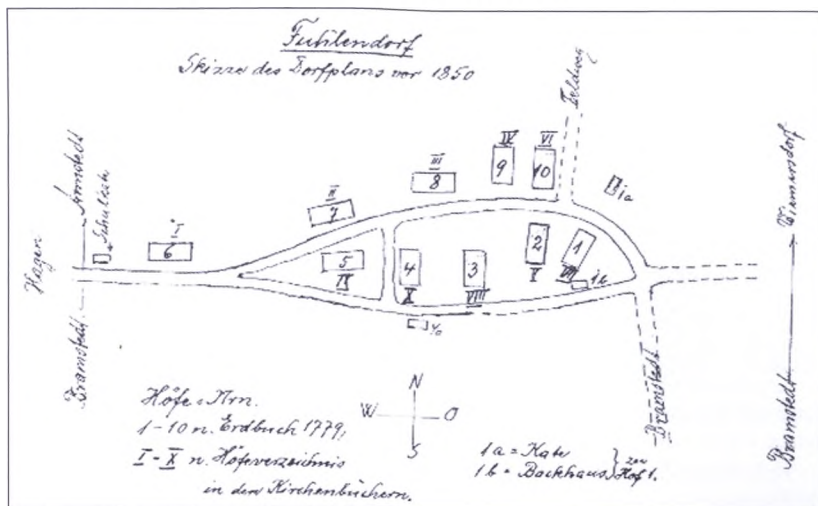 Fuhlendorf
Skizze des Dorfplans vor 1850
Feldweg
Hagen
Armstedt
Bramstedt
Schulkate
I
6
II
7
III
8
IV
9
VI
10
1a
5
IX
4
X
3
VIII
2
V
1
VII
1b
Bramstedt
Wiemersdorf
Bramstedt
N
W
O
S
Höfe = Nrn.
1-10 n. Erdbuch 1779,
I-X n. Höfeverzeichnis
in den Kirchenbüchern.
1a = Kate
1b = Backhaus } zu Hof 1.